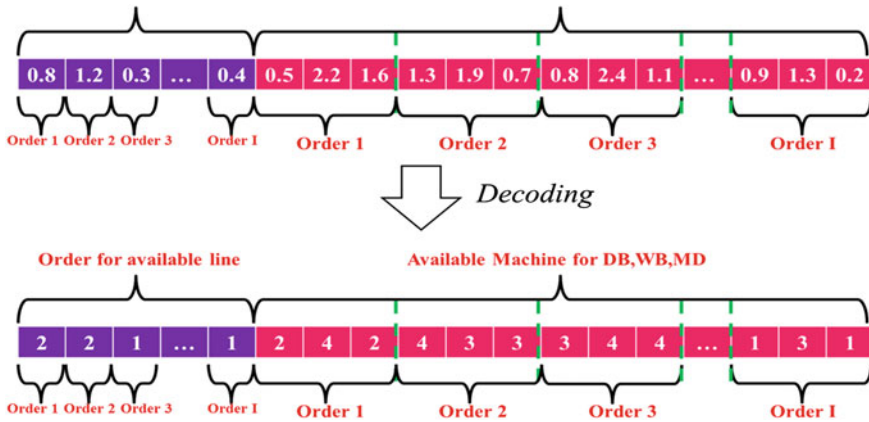 0.8 1.2 0.3 ... 0.4 0.5 2.2 1.6 1.3 1.9 0.7 0.8 2.4 1.1 ... 0.9 1.3 0.2
Order 1 Order 2 Order 3 Order I Order 1 Order 2 Order 3 Order I
Decoding
Order for available line Available Machine for DB,WB,MD
2 2 1 ... 1 2 4 2 4 3 3 3 4 4 ... 1 3 1
Order 1 Order 2 Order 3 Order I Order 1 Order 2 Order 3 Order I